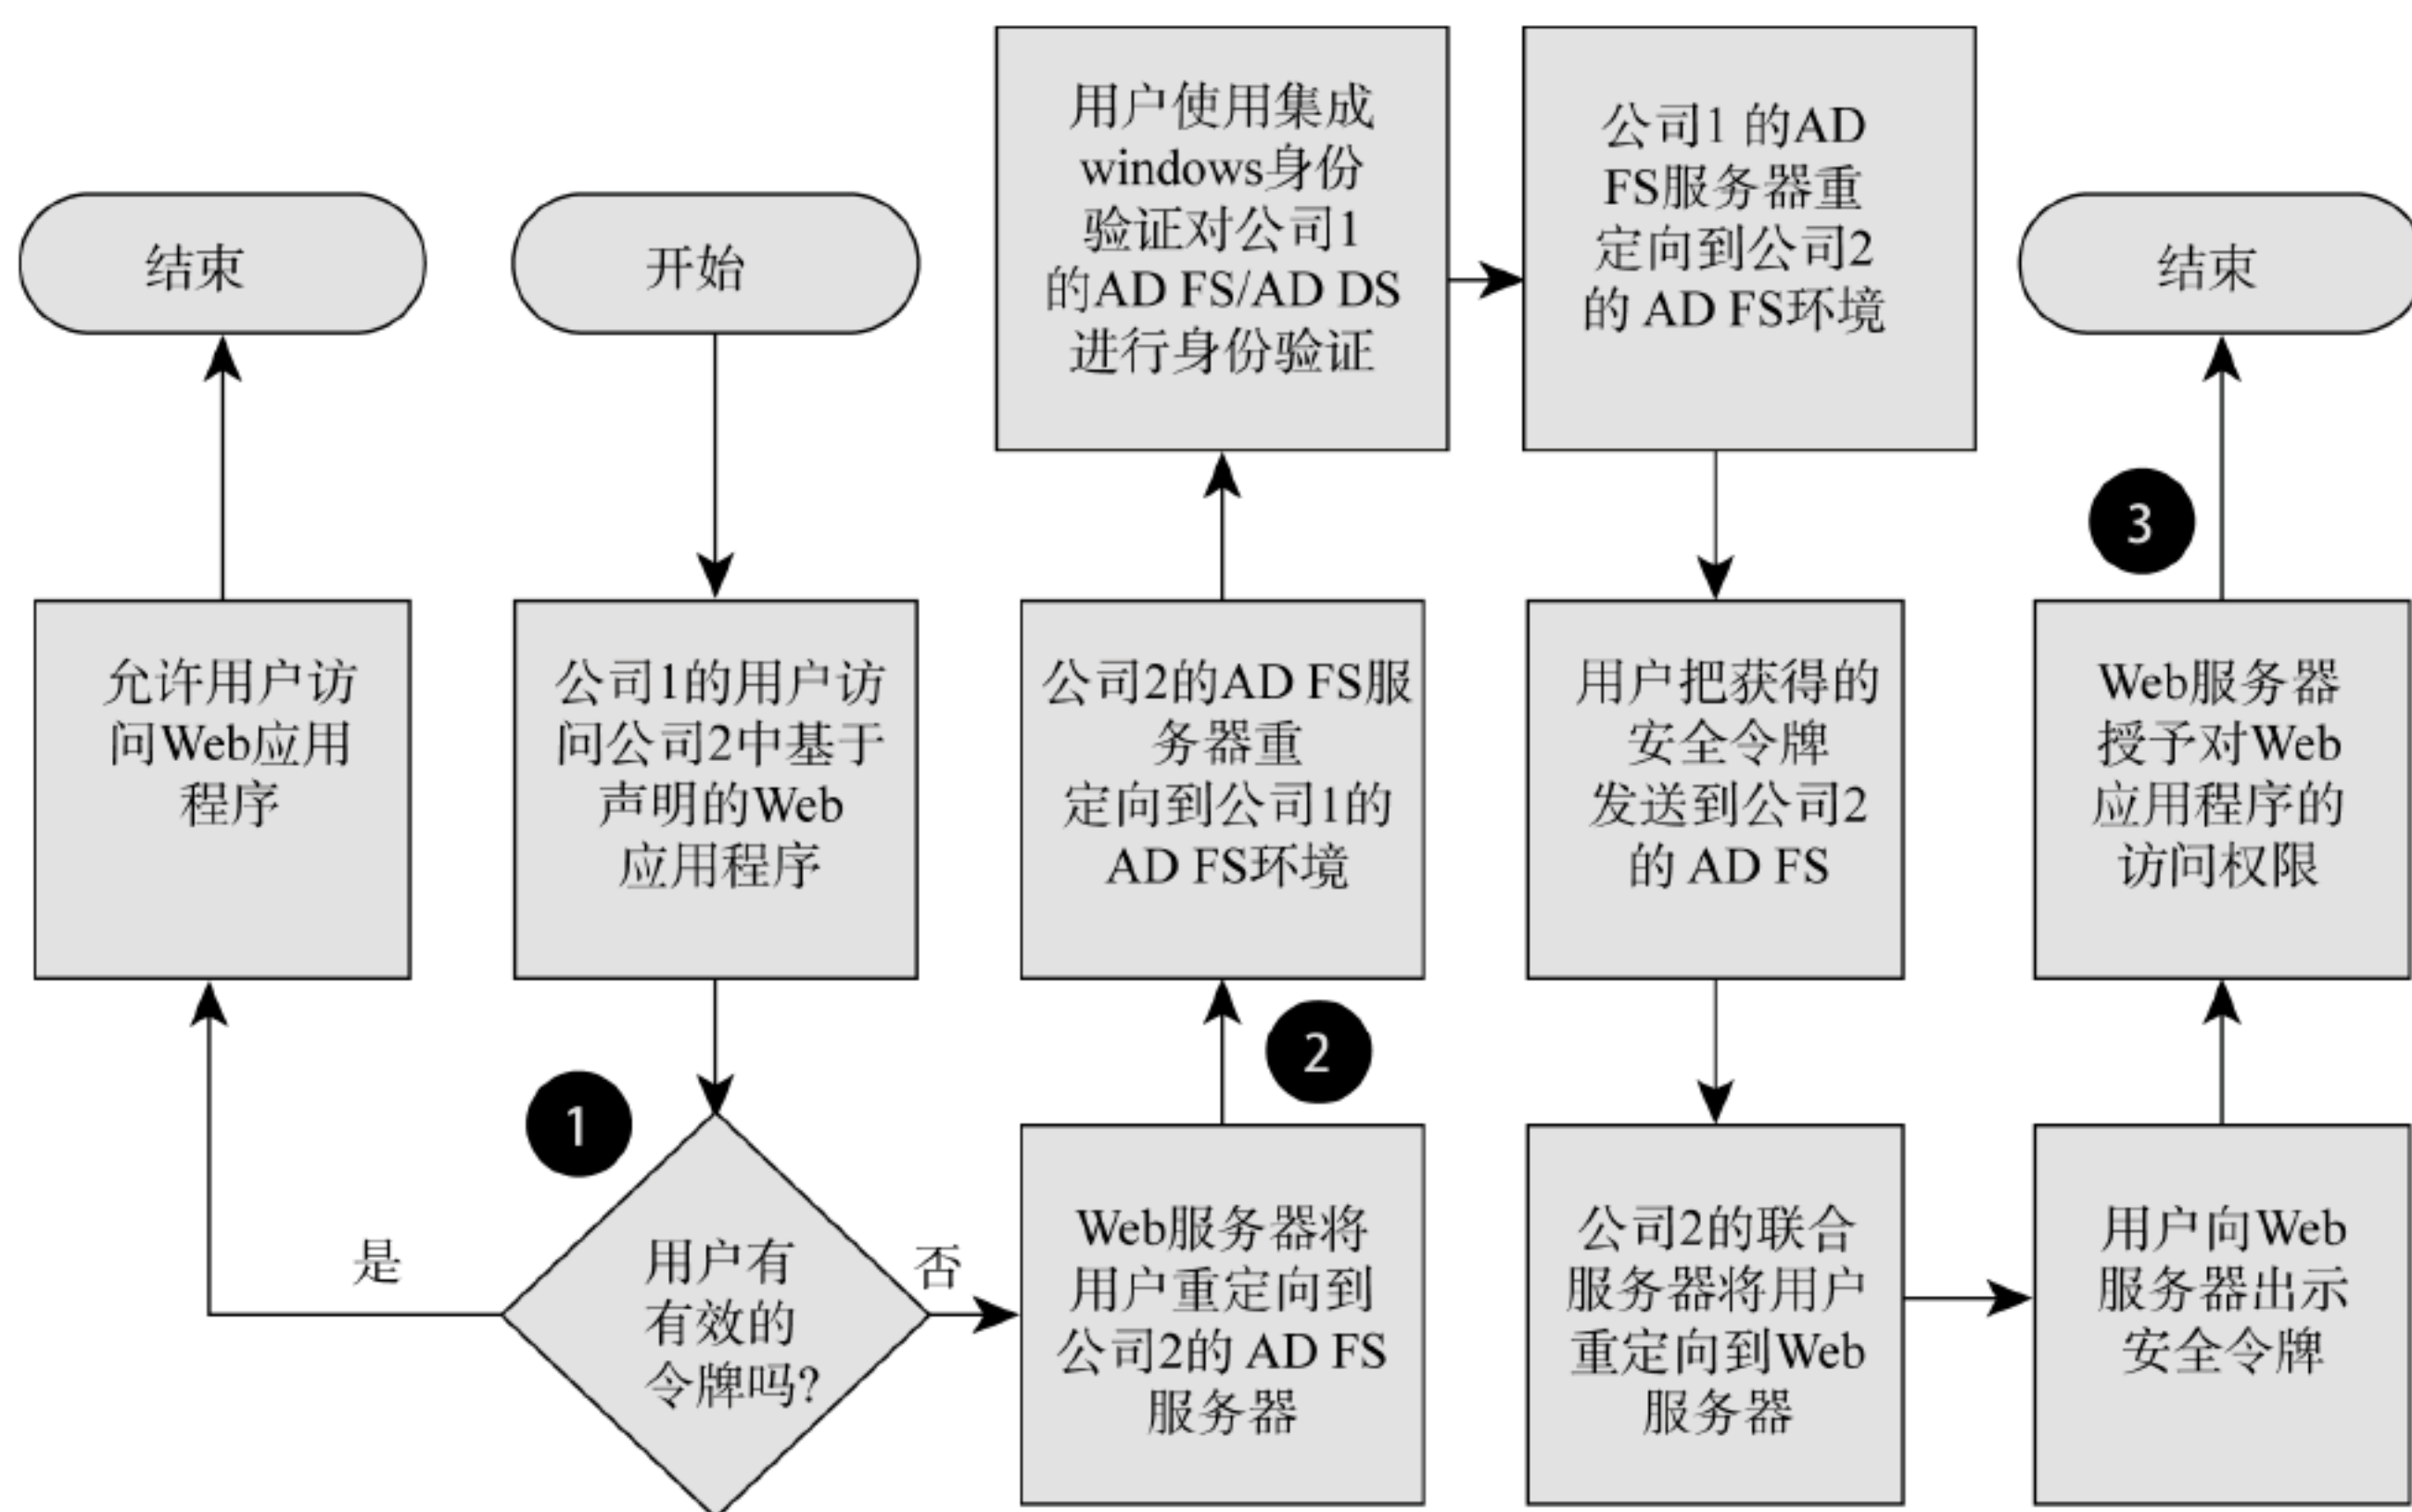 结束
允许用户访
问Web应用
程序
开始
公司1的用户访
问公司2中基于
声明的Web
应用程序
1
用户有
有效的
令牌吗?
是
否
Web服务器将
用户重定向到
公司2的 AD FS
服务器
2
公司2的AD FS服
务器重
定向到公司1的
AD FS环境
用户使用集成
windows身份
验证对公司1
的AD FS/AD DS
进行身份验证
公司1 的AD
FS服务器重
定向到公司2
的 AD FS环境
用户把获得的
安全令牌
发送到公司2
的 AD FS
公司2的联合
服务器将用户
重定向到Web
服务器
用户向Web
服务器出示
安全令牌
Web服务器
授予对Web
应用程序的
访问权限
3
结束